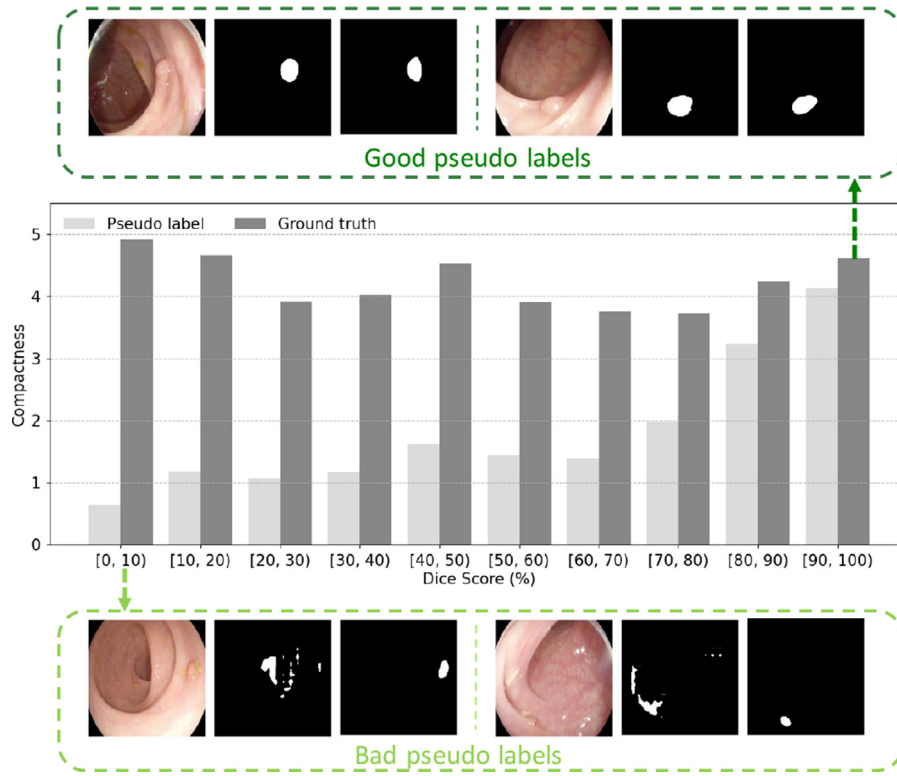 Good pseudo labels
Pseudo label Ground truth
5
4
3
2
1
0
Compactness
[0, 10) [10, 20) [20, 30) [30, 40) [40, 50) [50, 60) [60, 70) [70, 80) [80, 90) [90, 100)
Dice Score (%)
Bad pseudo labels